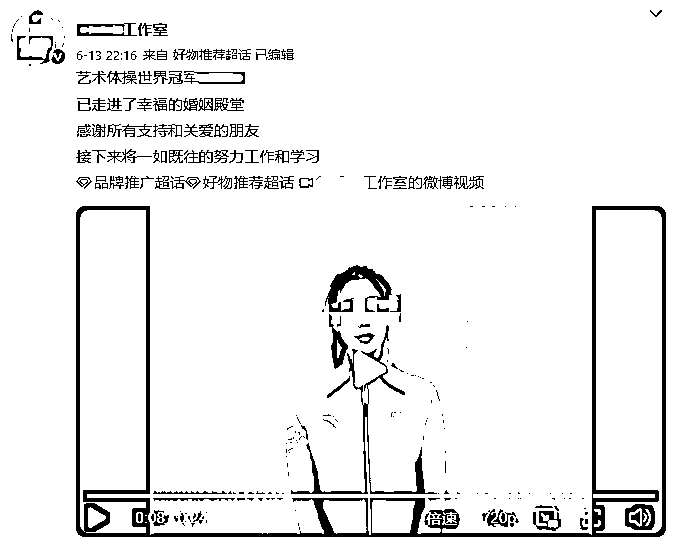 工作室
6-13 22:16 来自 好物推荐超话 已编辑
艺术体操世界冠军
已走进了幸福的婚姻殿堂
感谢所有支持和关爱的朋友
接下来将一如既往的努力工作和学习
品牌推广超话 好物推荐超话 工作室的微博视频
0:08 倍速 720p